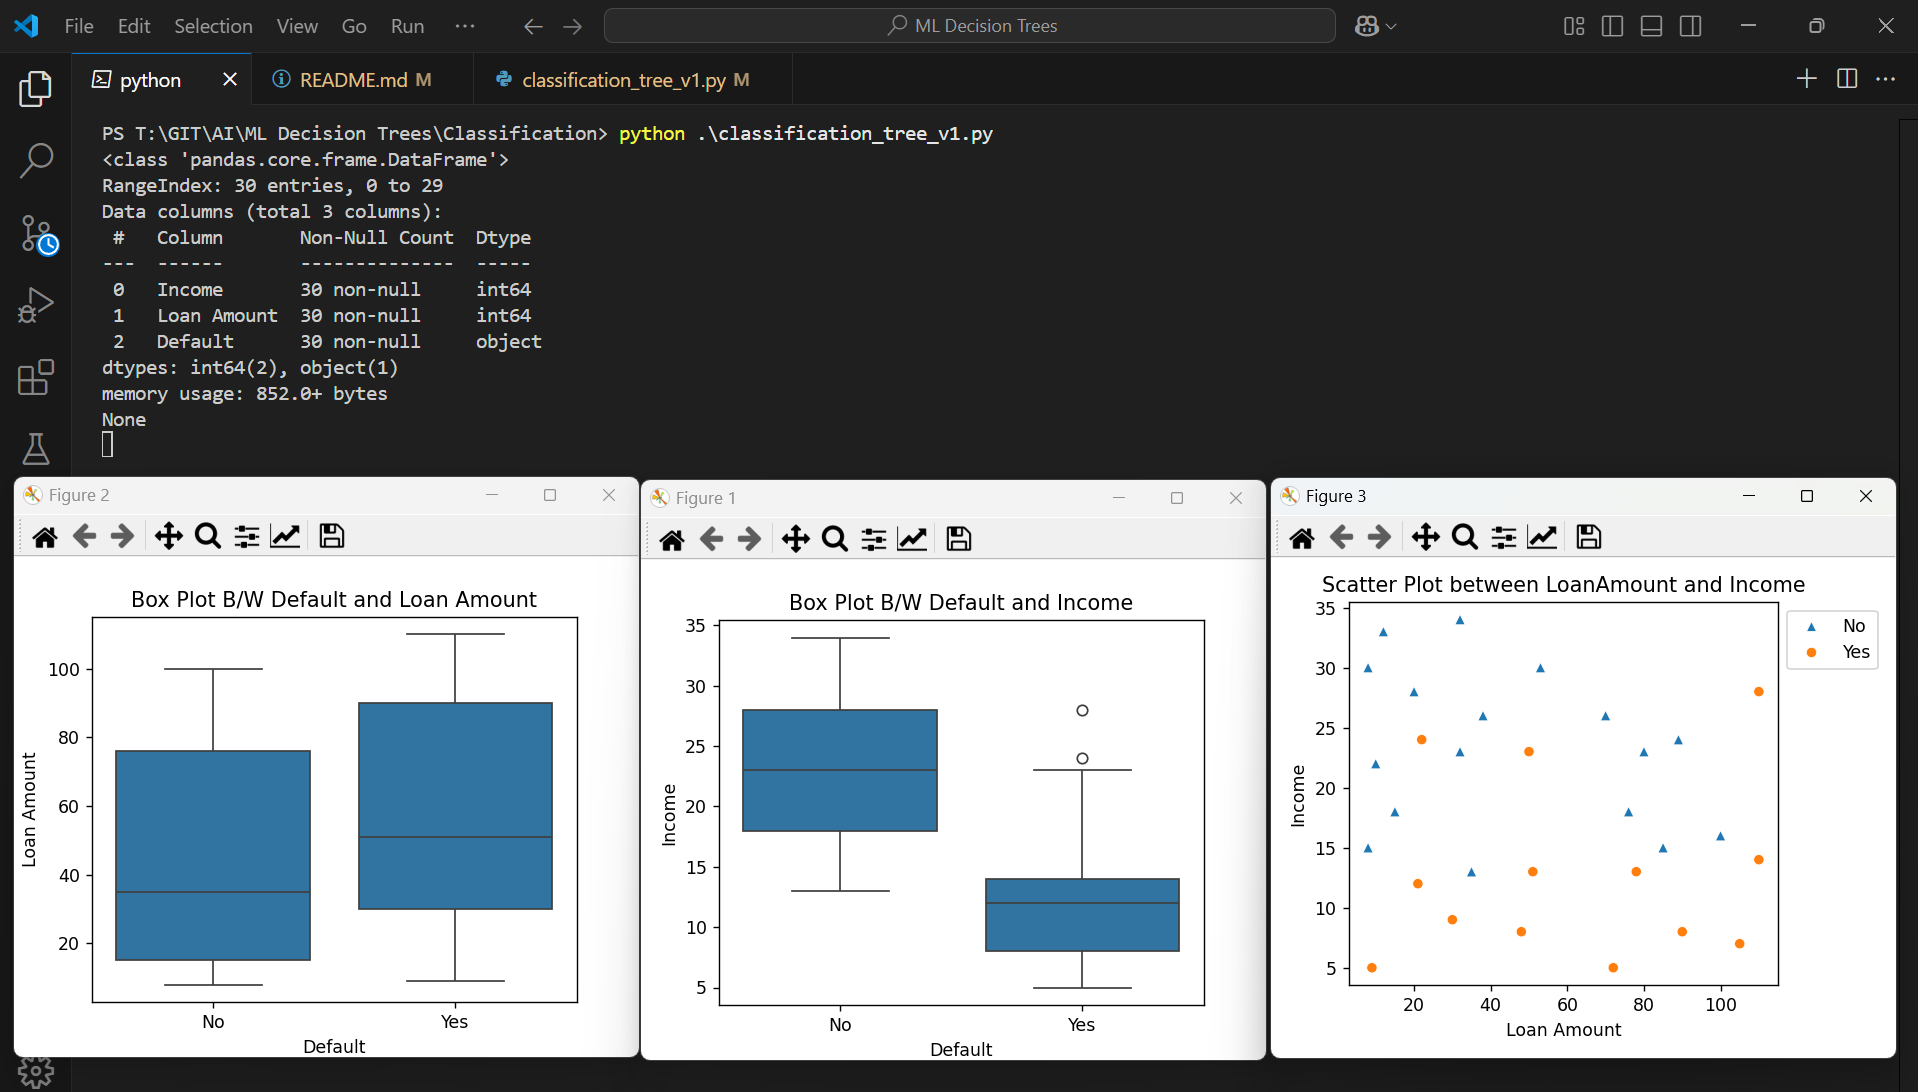 File Edit Selection View Go Run ··· ML Decision Trees
python README.md M classification_tree_v1.py M
PS T:\GIT\AI\ML Decision Trees\Classification> python .\classification_tree_v1.py
<class 'pandas.core.frame.DataFrame'>
RangeIndex: 30 entries, 0 to 29
Data columns (total 3 columns):
 #   Column       Non-Null Count  Dtype
---  ------       --------------  -----
 0   Income       30 non-null     int64
 1   Loan Amount  30 non-null     int64
 2   Default      30 non-null     object
dtypes: int64(2), object(1)
memory usage: 852.0+ bytes
None
Figure 2
Box Plot B/W Default and Loan Amount
Loan Amount
100
80
60
40
20
No Yes
Default
Figure 1
Box Plot B/W Default and Income
Income
35
30
25
20
15
10
5
No Yes
Default
Figure 3
Scatter Plot between LoanAmount and Income
Income
35
30
25
20
15
10
5
20 40 60 80 100
Loan Amount
No
Yes